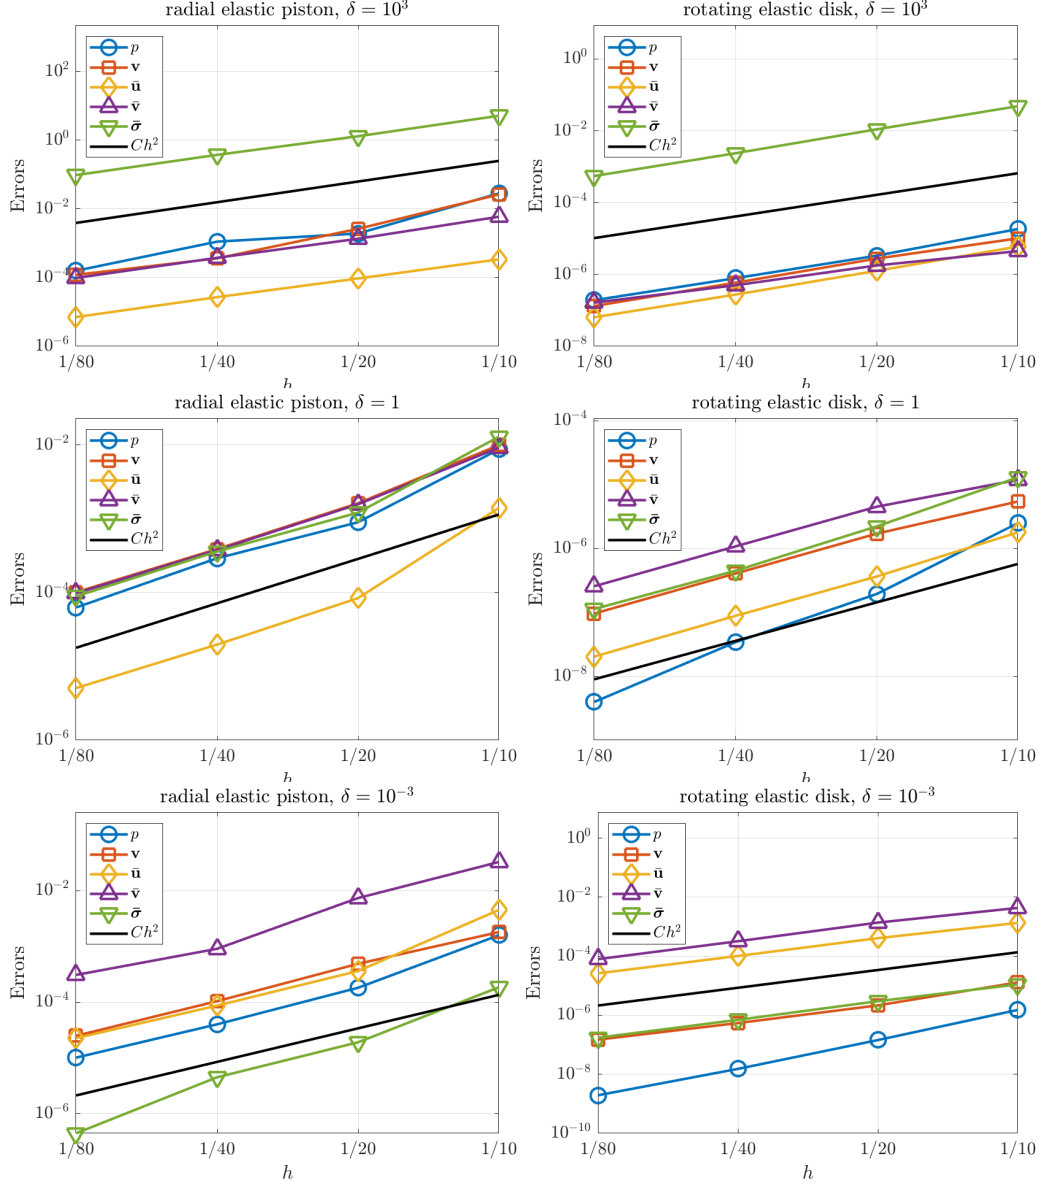 radial elastic piston, δ = 10³
10²
10⁰
10⁻²
10⁻⁴
10⁻⁶
Errors
p
v
ū
v̄
σ̄
Ch²
1/80 1/40 1/20 1/10
h
rotating elastic disk, δ = 10³
10⁰
10⁻²
10⁻⁴
10⁻⁶
10⁻⁸
Errors
p
v
ū
v̄
σ̄
Ch²
1/80 1/40 1/20 1/10
h
radial elastic piston, δ = 1
10⁻²
10⁻⁴
10⁻⁶
Errors
p
v
ū
v̄
σ̄
Ch²
1/80 1/40 1/20 1/10
h
rotating elastic disk, δ = 1
10⁻⁴
10⁻⁶
10⁻⁸
Errors
p
v
ū
v̄
σ̄
Ch²
1/80 1/40 1/20 1/10
h
radial elastic piston, δ = 10⁻³
10⁻²
10⁻⁴
10⁻⁶
Errors
p
v
ū
v̄
σ̄
Ch²
1/80 1/40 1/20 1/10
h
rotating elastic disk, δ = 10⁻³
10⁰
10⁻²
10⁻⁴
10⁻⁶
10⁻⁸
10⁻¹⁰
Errors
p
v
ū
v̄
σ̄
Ch²
1/80 1/40 1/20 1/10
h